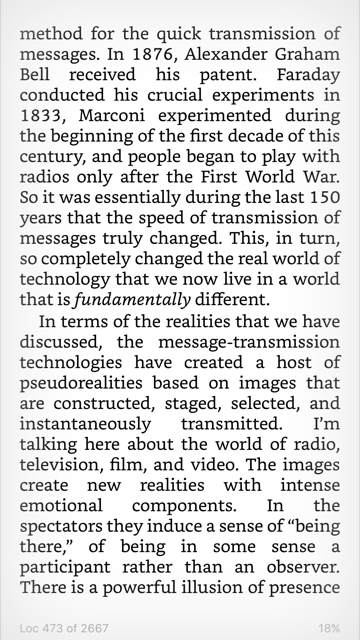 method for the quick transmission of
messages. In 1876, Alexander Graham
Bell received his patent. Faraday
conducted his crucial experiments in
1833, Marconi experimented during
the beginning of the first decade of this
century, and people began to play with
radios only after the First World War.
So it was essentially during the last 150
years that the speed of transmission of
messages truly changed. This, in turn,
so completely changed the real world of
technology that we now live in a world
that is fundamentally different.
In terms of the realities that we have
discussed, the message-transmission
technologies have created a host of
pseudorealities based on images that
are constructed, staged, selected, and
instantaneously transmitted. I’m
talking here about the world of radio,
television, film, and video. The images
create new realities with intense
emotional components. In the
spectators they induce a sense of “being
there,” of being in some sense a
participant rather than an observer.
There is a powerful illusion of presence
Loc 473 of 2667 18%